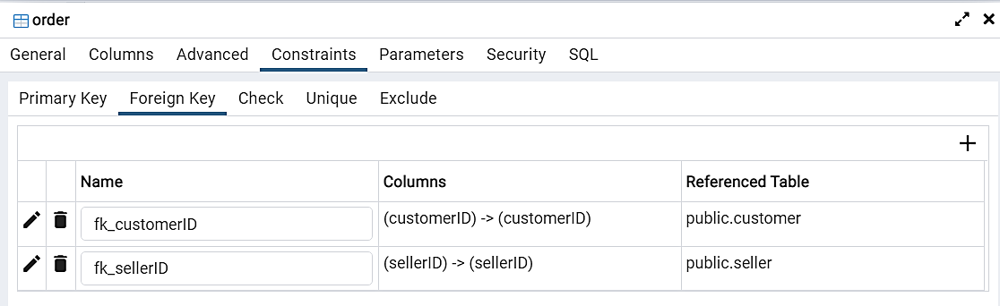 order
General Columns Advanced Constraints Parameters Security SQL
Primary Key Foreign Key Check Unique Exclude
Name Columns Referenced Table
fk_customerID (customerID) -> (customerID) public.customer
fk_sellerID (sellerID) -> (sellerID) public.seller